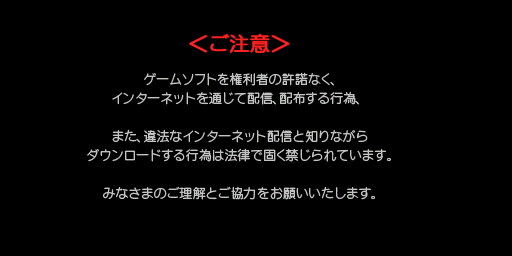 ＜ご注意＞
ゲームソフトを権利者の許諾なく、
インターネットを通じて配信、配布する行為、
また、違法なインターネット配信と知りながら
ダウンロードする行為は法律で固く禁じられています。
みなさまのご理解とご協力をお願いいたします。